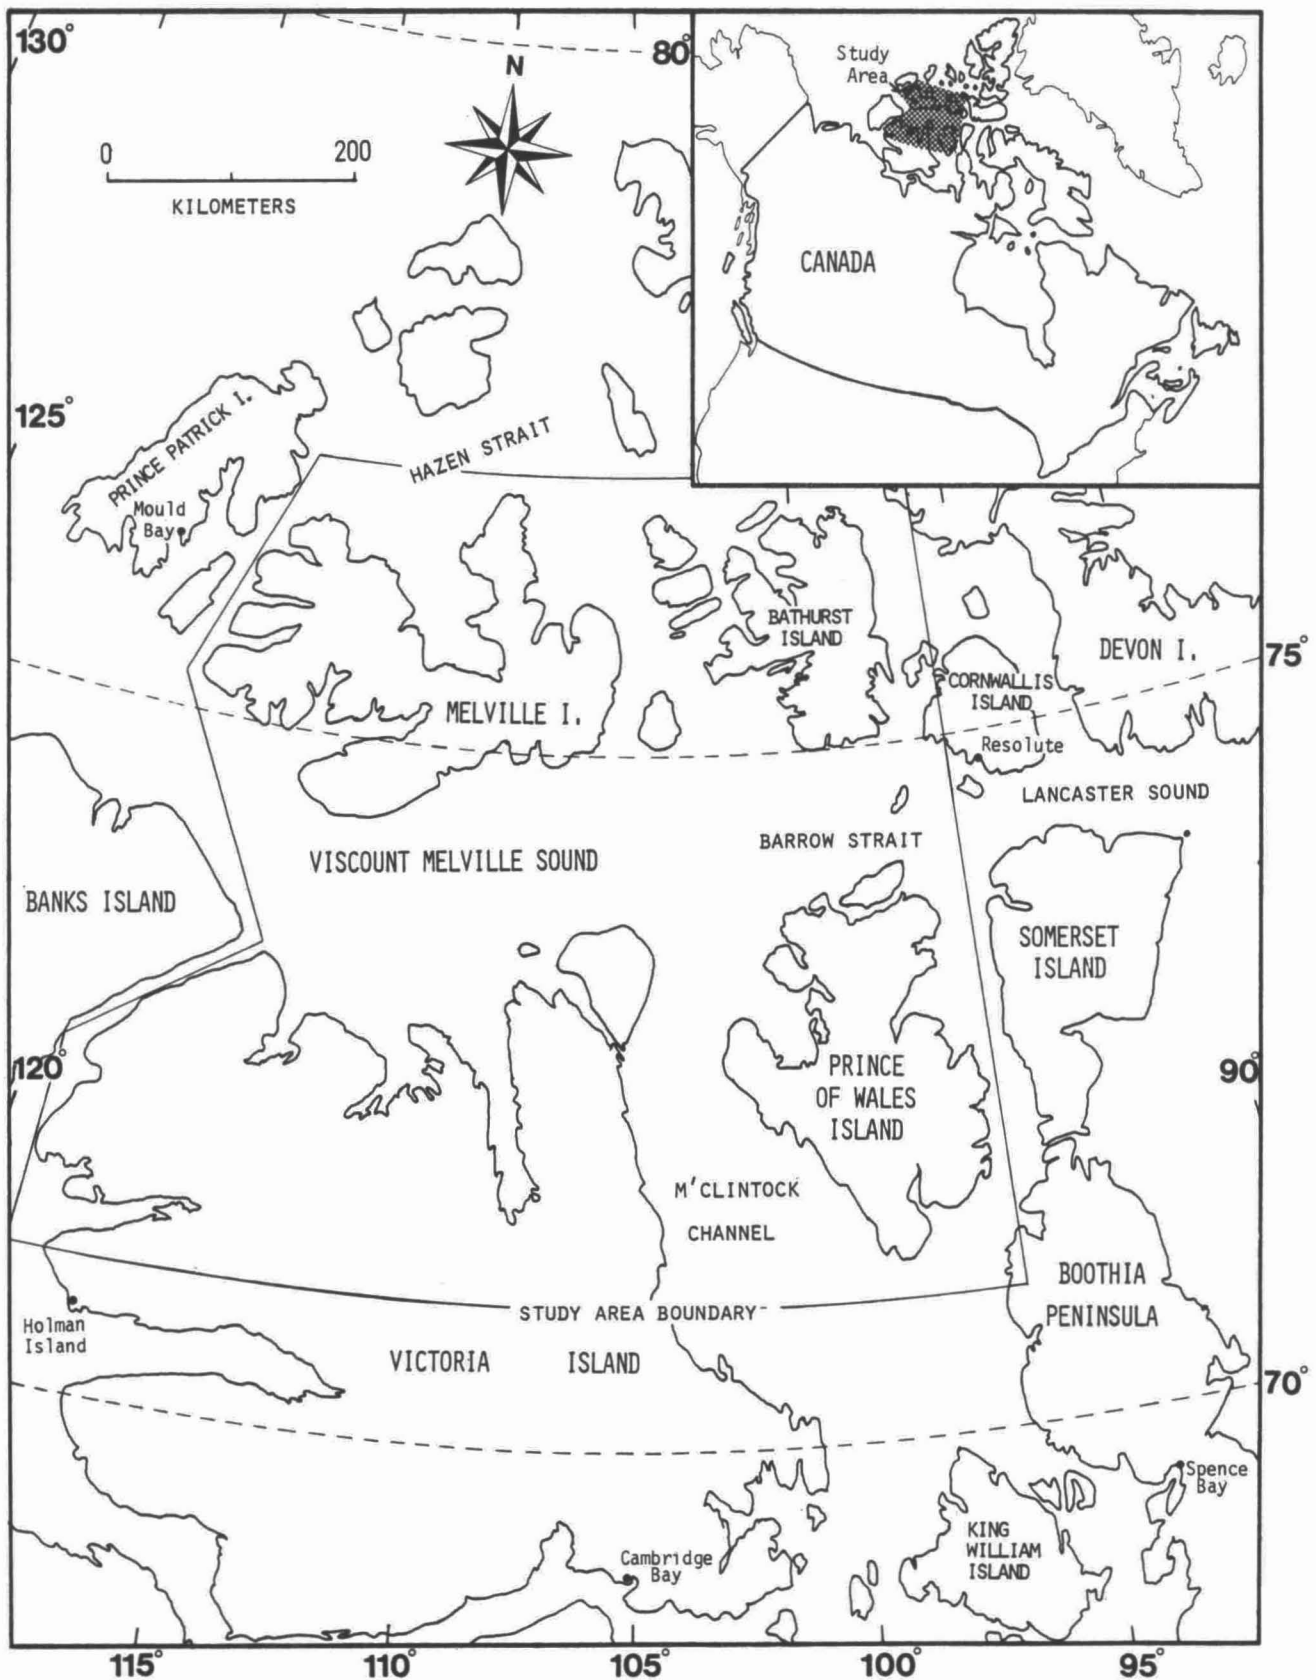 130°
80°
N
Study
Area
0 200
KILOMETERS
CANADA
125°
PRINCE PATRICK I.
HAZEN STRAIT
Mould
Bay
BATHURST
ISLAND
DEVON I.
75°
CORNWALLIS
ISLAND
MELVILLE I.
Resolute
LANCASTER SOUND
BARROW STRAIT
VISCOUNT MELVILLE SOUND
BANKS ISLAND
SOMERSET
ISLAND
120°
90°
PRINCE
OF WALES
ISLAND
M'CLINTOCK
CHANNEL
BOOTHIA
PENINSULA
STUDY AREA BOUNDARY
Holman
Island
VICTORIA ISLAND
70°
Spence
Bay
KING
WILLIAM
ISLAND
Cambridge
Bay
115° 110° 105° 100° 95°